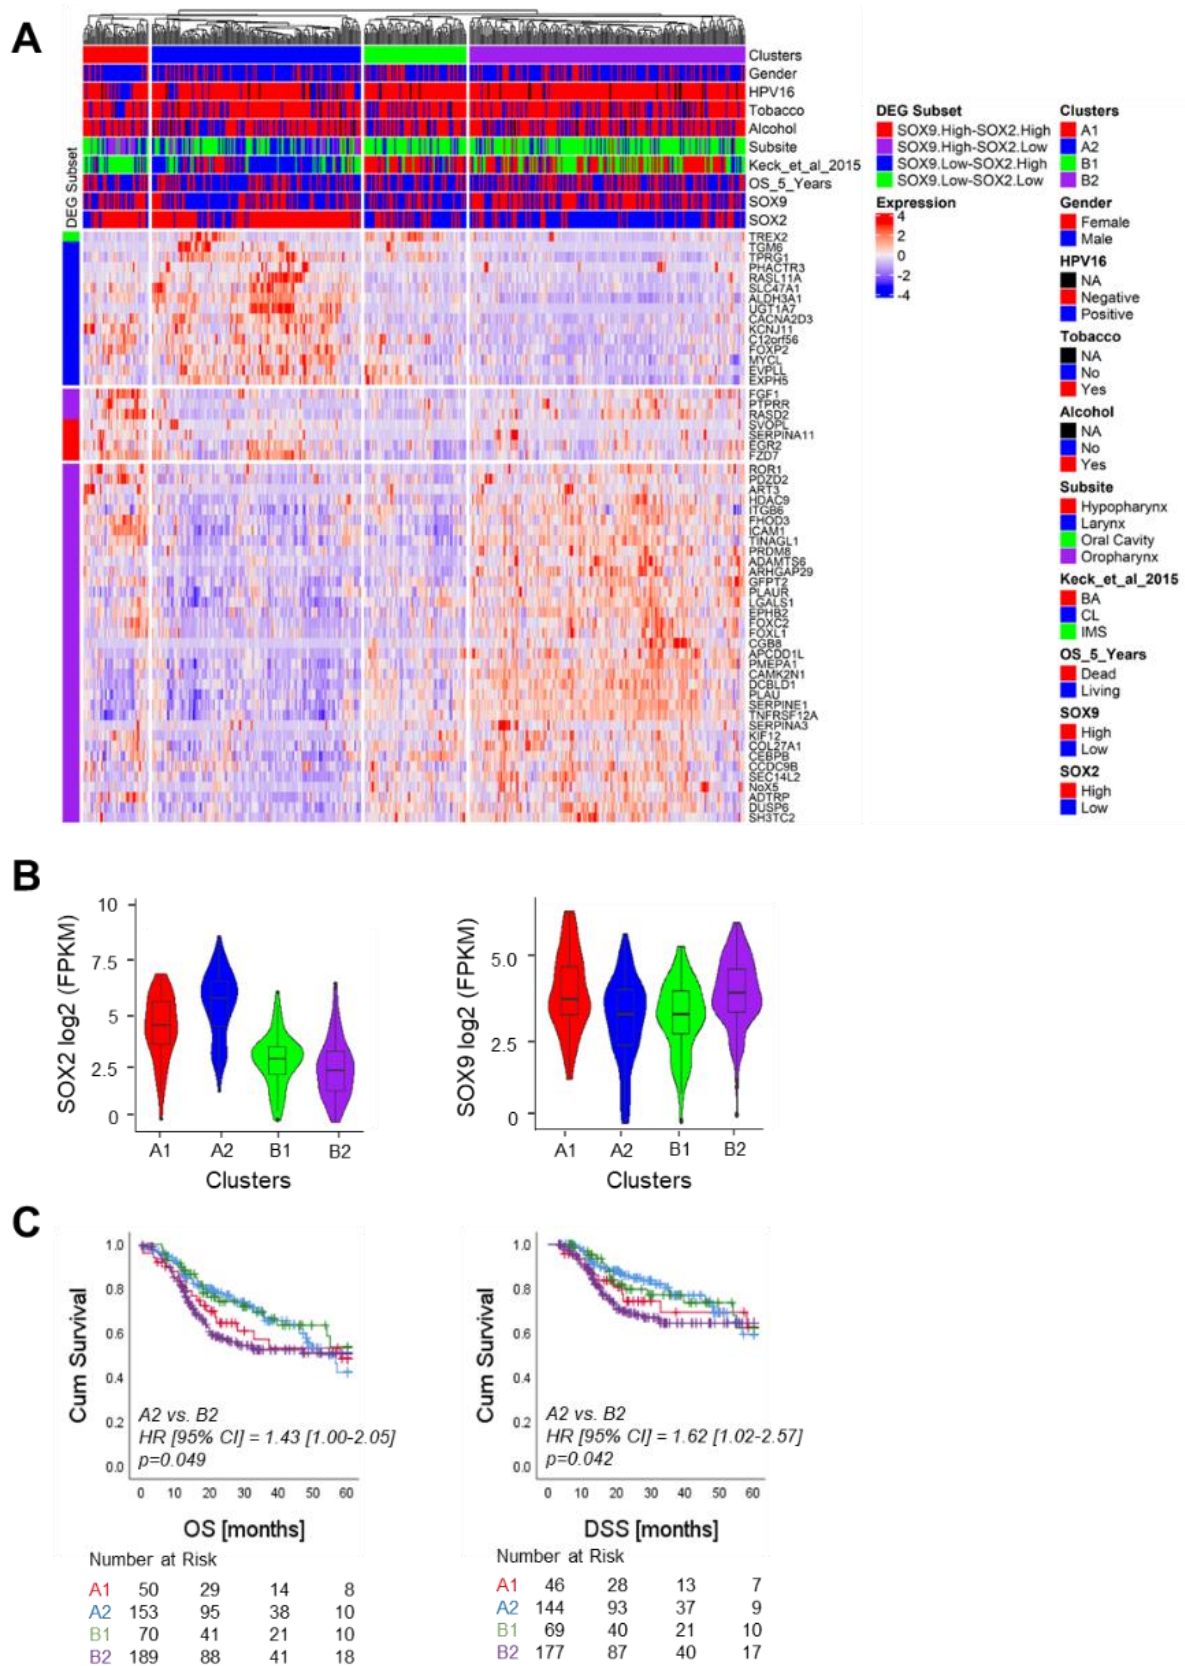 A
Clusters
Gender
HPV16
Tobacco
Alcohol
Subsite
Keck_et_al_2015
OS_5_Years
SOX9
SOX2
DEG Subset
TREX2
TGM6
TPRG1
PHACTR3
RASL11A
SLC47A1
ALDH3A1
UGT1A7
CACNA2D3
KCNJ11
C12orf56
FOXP2
MYCL
EVPLL
EXPH5
FGF1
PTPRR
RASD2
SVOPL
SERPINA11
EGR2
FZD7
ROR1
PDZD2
ART3
HDAC9
ITGB6
FHOD3
ICAM1
TINAGL1
PRDM8
ADAMTS6
ARHGAP29
GFPT2
PLAUR
LGALS1
EPHB2
FOXC2
FOXL1
CGB8
APCDD1L
PMEPA1
CAMK2N1
DCBLD1
PLAU
SERPINE1
TNFRSF12A
SERPINA3
KIF12
COL27A1
CEBPB
CCDC9B
SEC14L2
NoX5
ADTRP
DUSP6
SH3TC2
DEG Subset
SOX9.High-SOX2.High
SOX9.High-SOX2.Low
SOX9.Low-SOX2.High
SOX9.Low-SOX2.Low
Expression
4
2
0
-2
-4
Clusters
A1
A2
B1
B2
Gender
Female
Male
HPV16
NA
Negative
Positive
Tobacco
NA
No
Yes
Alcohol
NA
No
Yes
Subsite
Hypopharynx
Larynx
Oral Cavity
Oropharynx
Keck_et_al_2015
BA
CL
IMS
OS_5_Years
Dead
Living
SOX9
High
Low
SOX2
High
Low
B
SOX2 log2 (FPKM)
10
7.5
5
2.5
0
A1 A2 B1 B2
Clusters
SOX9 log2 (FPKM)
5.0
2.5
0
A1 A2 B1 B2
Clusters
C
Cum Survival
1.0
0.8
0.6
0.4
0.2
0.0
A2 vs. B2
HR [95% CI] = 1.43 [1.00-2.05]
p=0.049
0 10 20 30 40 50 60
OS [months]
Number at Risk
A1 50 29 14 8
A2 153 95 38 10
B1 70 41 21 10
B2 189 88 41 18
Cum Survival
1.0
0.8
0.6
0.4
0.2
0.0
A2 vs. B2
HR [95% CI] = 1.62 [1.02-2.57]
p=0.042
0 10 20 30 40 50 60
DSS [months]
Number at Risk
A1 46 28 13 7
A2 144 93 37 9
B1 69 40 21 10
B2 177 87 40 17